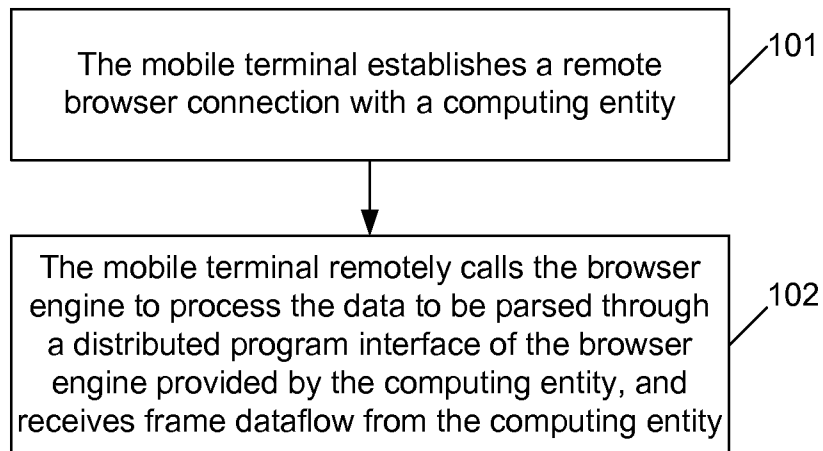 The mobile terminal establishes a remote
browser connection with a computing entity
101
The mobile terminal remotely calls the browser
engine to process the data to be parsed through
a distributed program interface of the browser
engine provided by the computing entity, and
receives frame dataflow from the computing entity
102